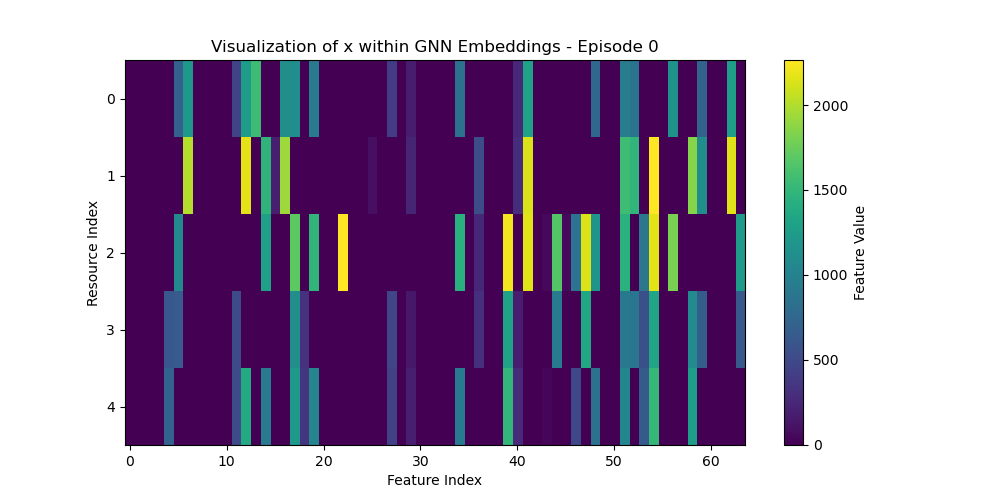 Visualization of x within GNN Embeddings - Episode 0
Resource Index
0
1
2
3
4
0 10 20 30 40 50 60
Feature Index
2000
1500
1000
500
0
Feature Value